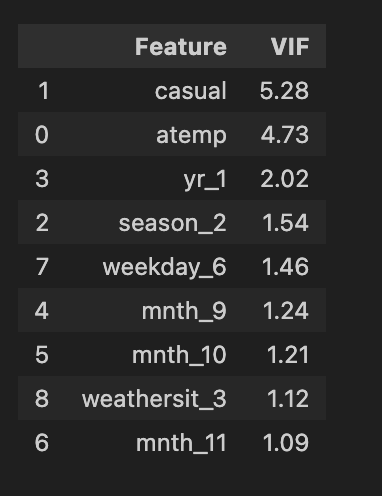 Feature VIF
1 casual 5.28
0 atemp 4.73
3 yr_1 2.02
2 season_2 1.54
7 weekday_6 1.46
4 mnth_9 1.24
5 mnth_10 1.21
8 weathersit_3 1.12
6 mnth_11 1.09